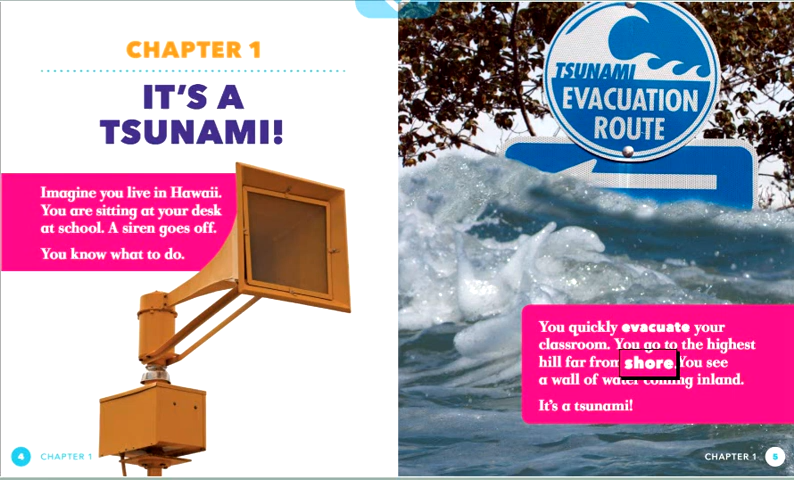 CHAPTER 1
IT'S A
TSUNAMI!
Imagine you live in Hawaii.
You are sitting at your desk
at school. A siren goes off.
You know what to do.
4 CHAPTER 1
TSUNAMI
EVACUATION
ROUTE
You quickly evacuate your
classroom. You go to the highest
hill far from shore. You see
a wall of water coming inland.
It's a tsunami!
CHAPTER 1 5